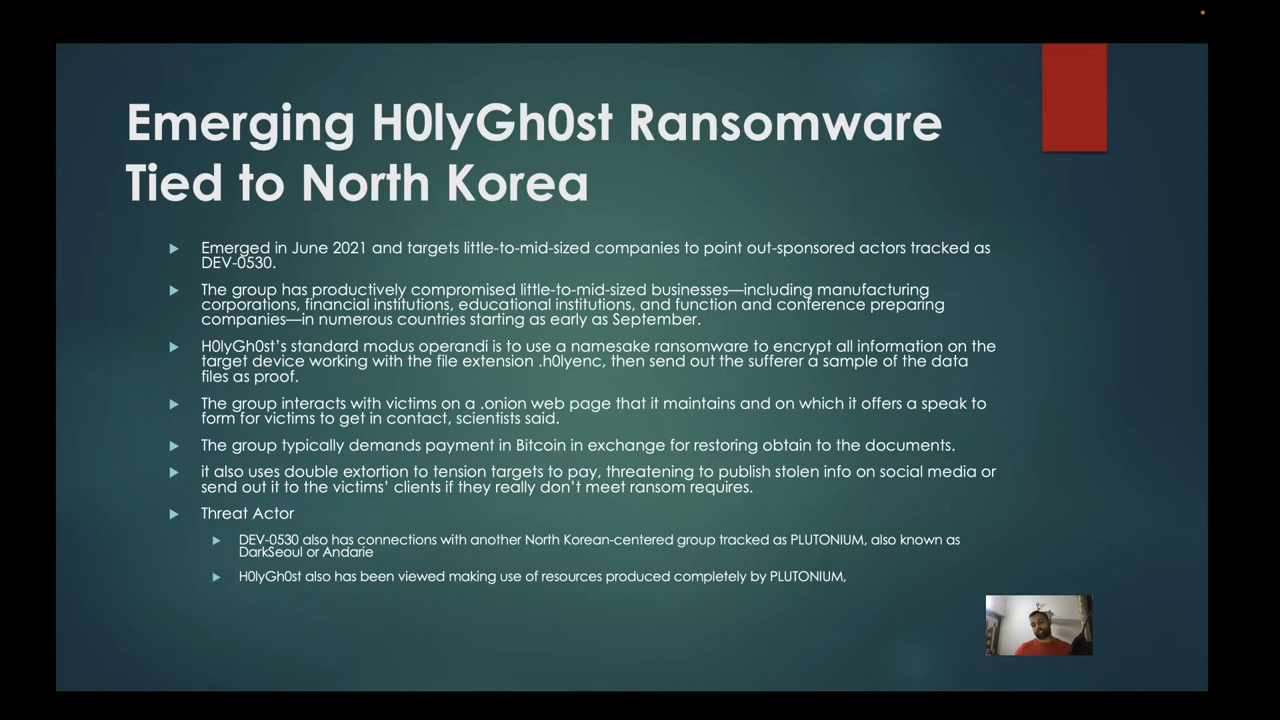 Emerging H0lyGh0st Ransomware
Tied to North Korea
Emerged in June 2021 and targets little-to-mid-sized companies to point out-sponsored actors tracked as
DEV-0530.
The group has productively compromised little-to-mid-sized businesses—including manufacturing
corporations, financial institutions, educational institutions, and function and conference preparing
companies—in numerous countries starting as early as September.
H0lyGh0st's standard modus operandi is to use a namesake ransomware to encrypt all information on the
target device working with the file extension .h0lyenc, then send out the sufferer a sample of the data
files as proof.
The group interacts with victims on a .onion web page that it maintains and on which it offers a speak to
form for victims to get in contact, scientists said.
The group typically demands payment in Bitcoin in exchange for restoring obtain to the documents.
it also uses double extortion to tension targets to pay, threatening to publish stolen info on social media or
send out it to the victims' clients if they really don't meet ransom requires.
Threat Actor
DEV-0530 also has connections with another North Korean-centered group tracked as PLUTONIUM, also known as
DarkSeoul or Andarie
H0lyGh0st also has been viewed making use of resources produced completely by PLUTONIUM,